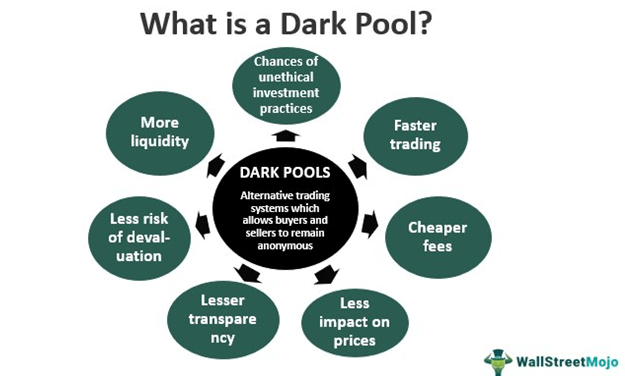 What is a Dark Pool?
Chances of
unethical
investment
practices
Faster
trading
Cheaper
fees
Less
impact on
prices
Lesser
transpare
ncy
Less risk
of deval-
uation
More
liquidity
DARK POOLS
Alternative trading
systems which
allows buyers and
sellers to remain
anonymous
WallStreetMojo